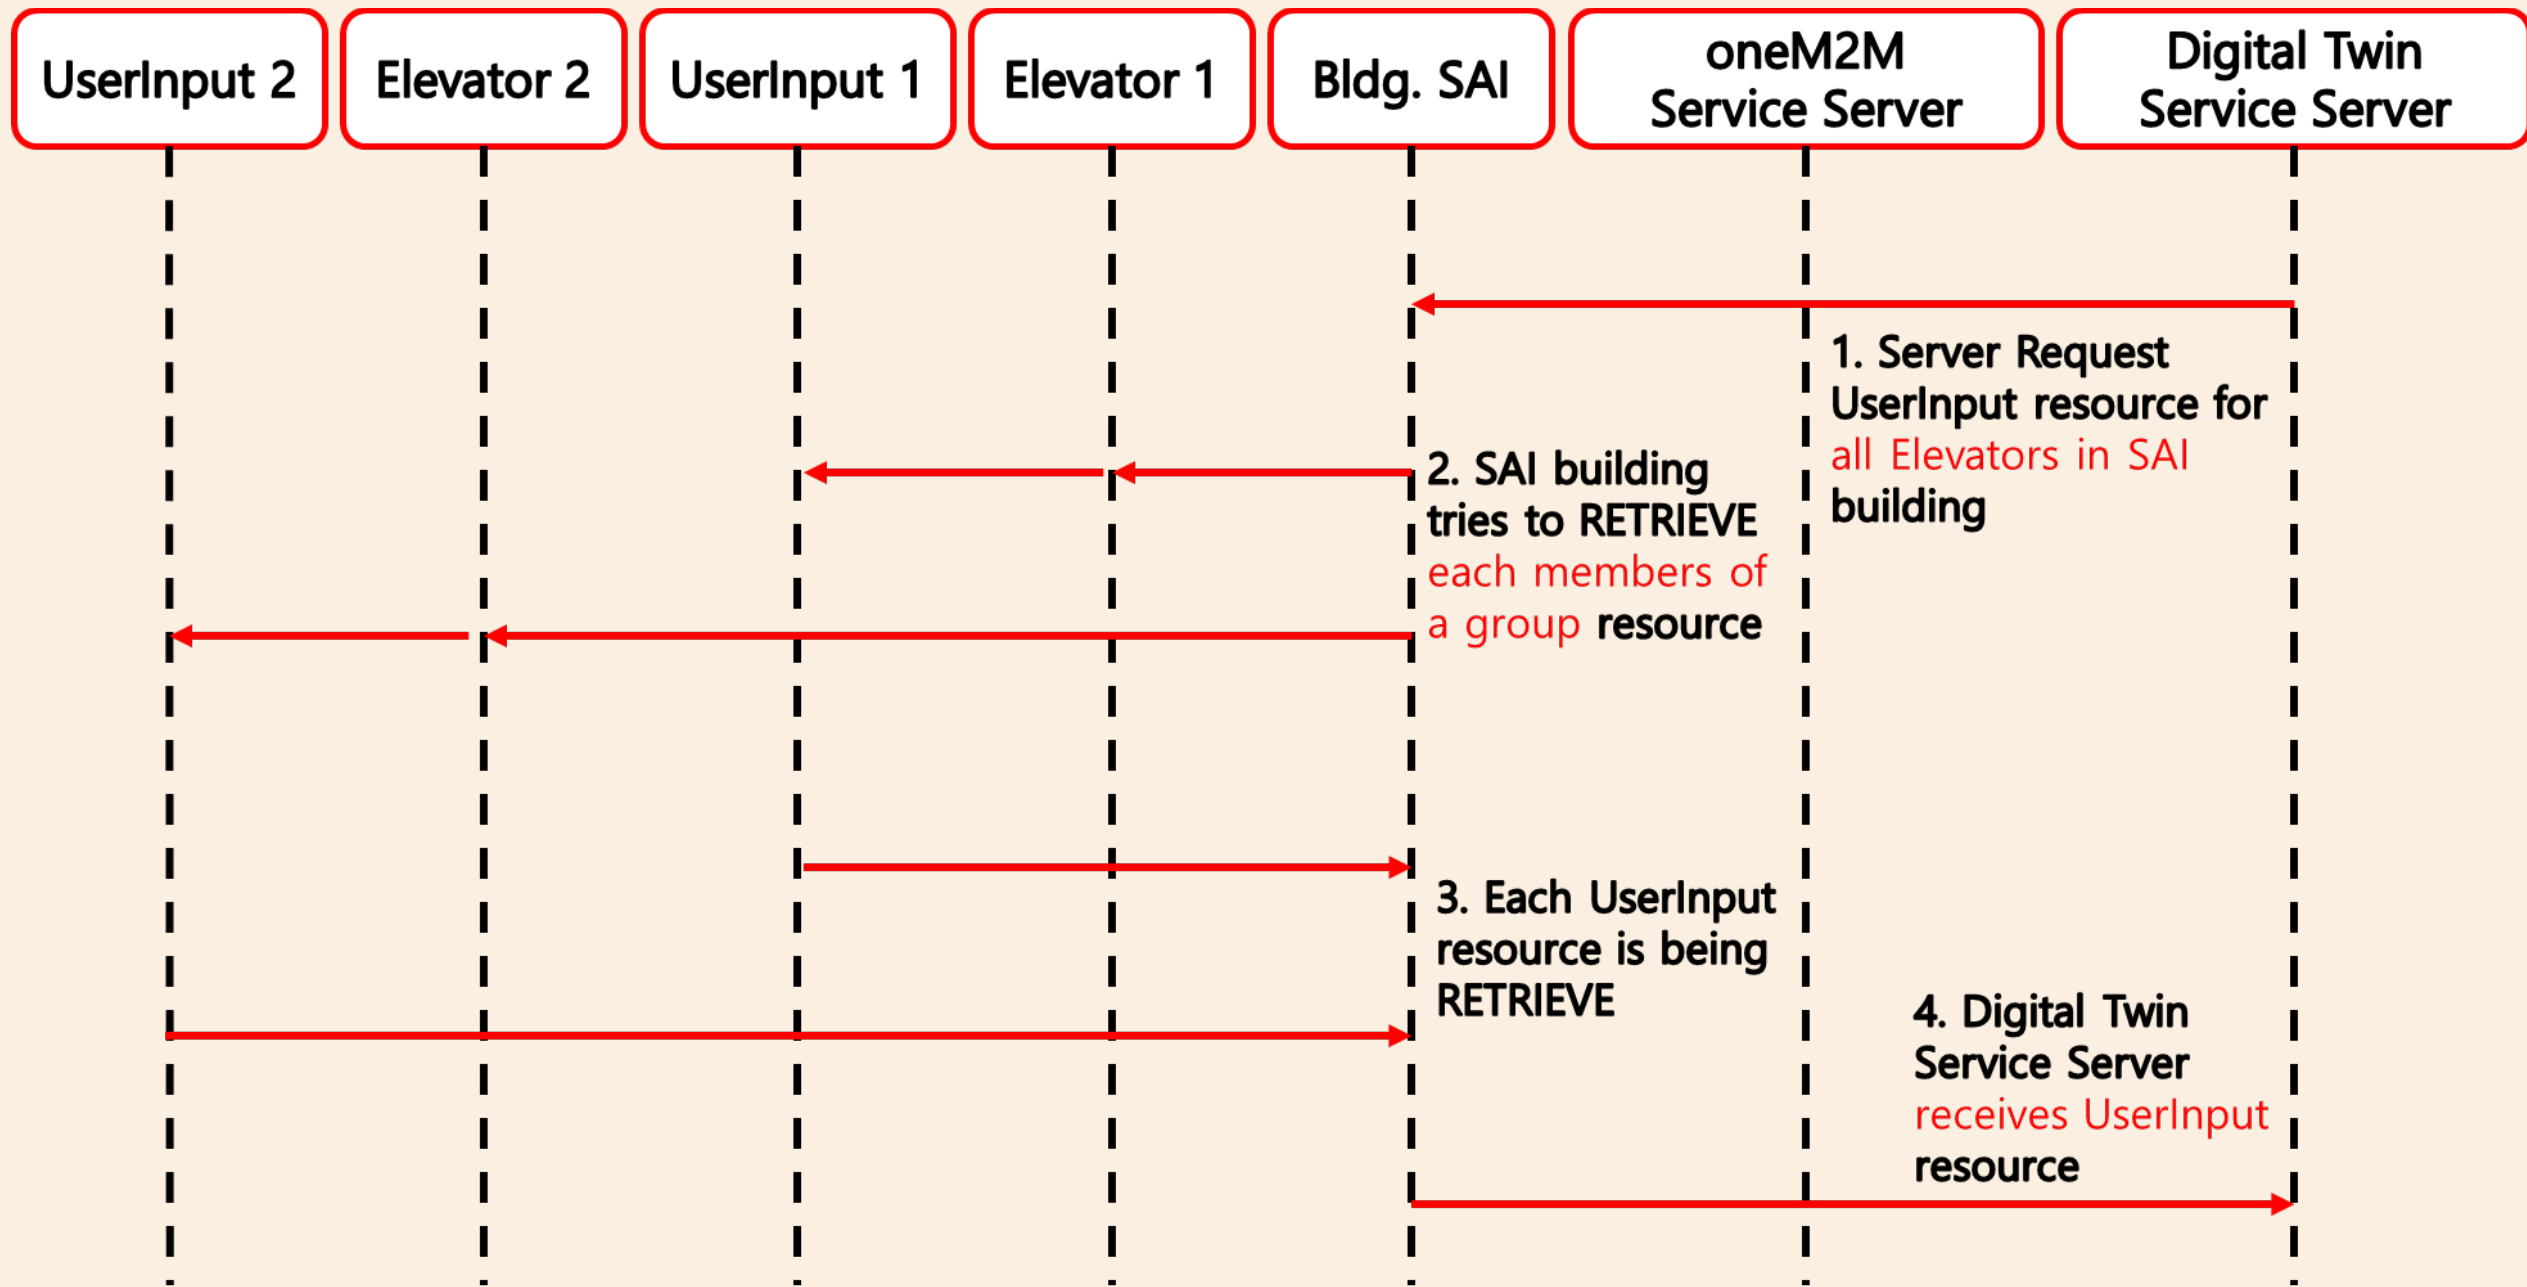 UserInput 2
Elevator 2
UserInput 1
Elevator 1
Bldg. SAI
oneM2M
Service Server
Digital Twin
Service Server
1. Server Request
UserInput resource for
all Elevators in SAI
building
2. SAI building
tries to RETRIEVE
each members of
a group resource
3. Each UserInput
resource is being
RETRIEVE
4. Digital Twin
Service Server
receives UserInput
resource